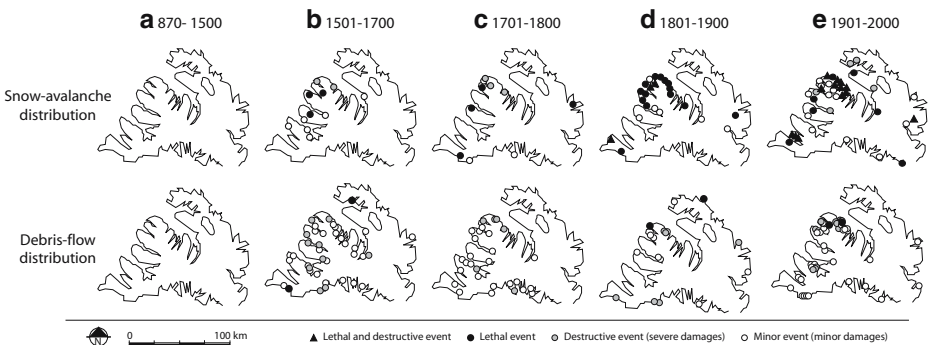 a 870- 1500
b 1501-1700
c 1701-1800
d 1801-1900
e 1901-2000
Snow-avalanche
distribution
Debris-flow
distribution
N
0 100 km
Lethal and destructive event
Lethal event
Destructive event (severe damages)
Minor event (minor damages)